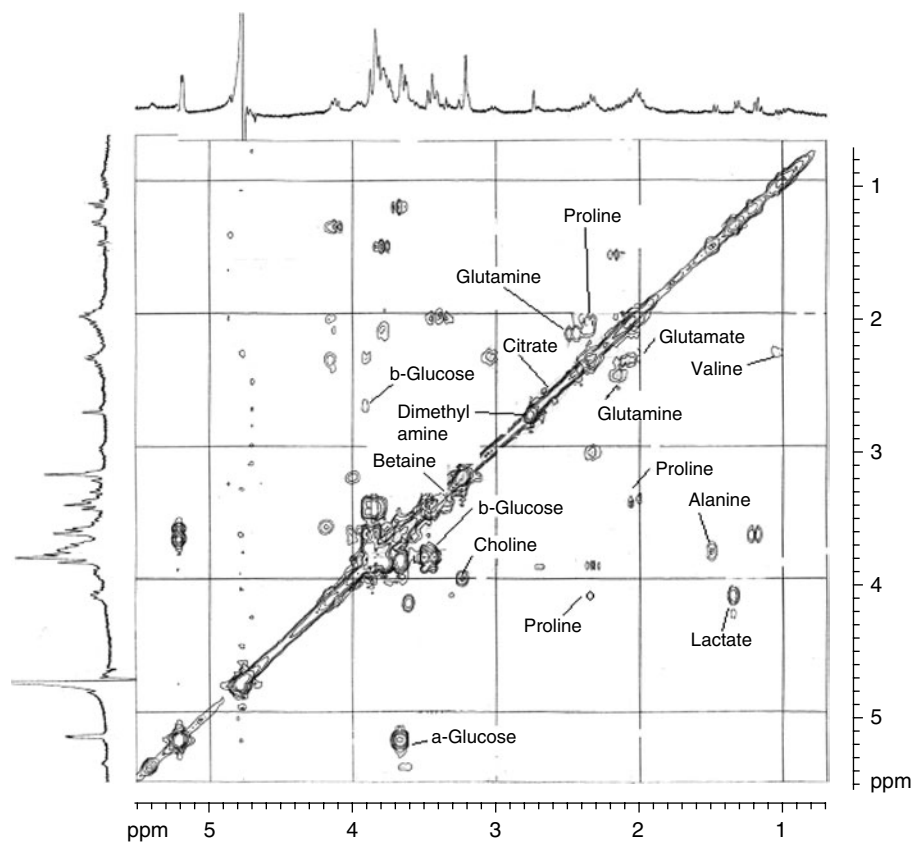 1
Proline
Glutamine
2
Citrate
Glutamate
Valine
b-Glucose
Dimethyl
amine
Glutamine
3
Betaine
Proline
Alanine
b-Glucose
Choline
4
Proline
Lactate
5
a-Glucose
ppm
ppm 5 4 3 2 1